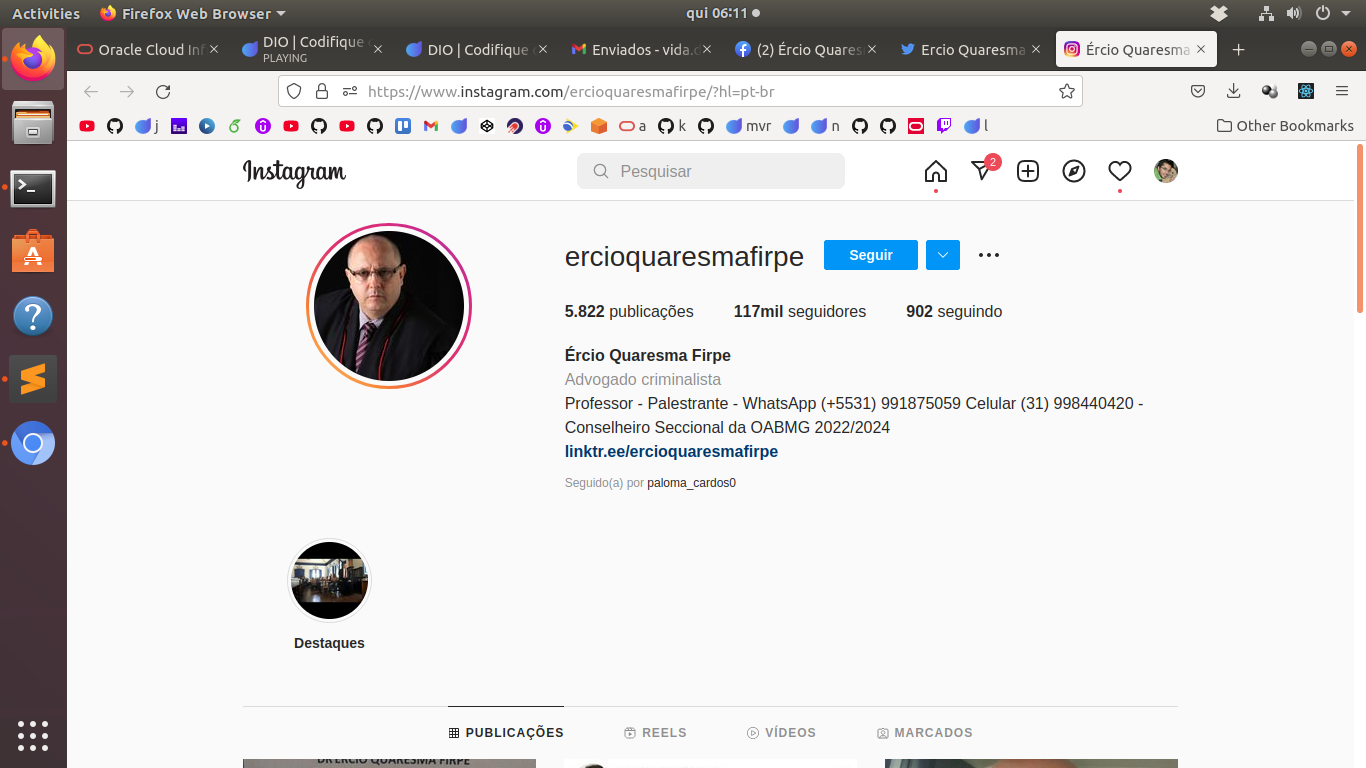 Activities Firefox Web Browser qui 06:11
Oracle Cloud Inf DIO | Codifique PLAYING DIO | Codifique Enviados - vida. (2) Ércio Quares Ercio Quaresma Ércio Quaresma
https://www.instagram.com/ercioquaresmafirpe/?hl=pt-br
j a k mvr n l Other Bookmarks
Instagram Pesquisar 2
ercioquaresmafirpe Seguir
5.822 publicações 117mil seguidores 902 seguindo
Ércio Quaresma Firpe
Advogado criminalista
Professor - Palestrante - WhatsApp (+5531) 991875059 Celular (31) 998440420 -
Conselheiro Seccional da OABMG 2022/2024
linktr.ee/ercioquaresmafirpe
Seguido(a) por paloma_cardos0
Destaques
PUBLICAÇÕES REELS VÍDEOS MARCADOS
DR ERCIO QUARESMA FIRPE